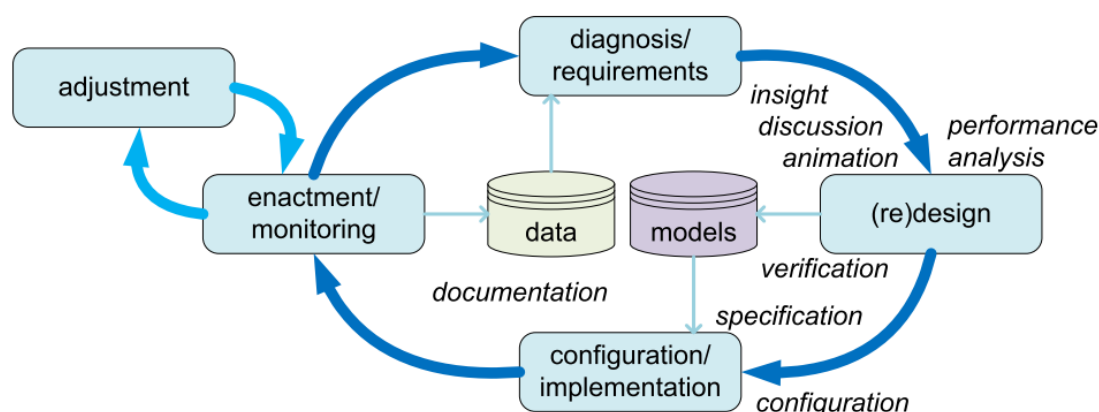 diagnosis/
requirements
adjustment
insight
discussion
animation
performance
analysis
enactment/
monitoring
data
models
(re)design
verification
documentation
specification
configuration/
implementation
configuration